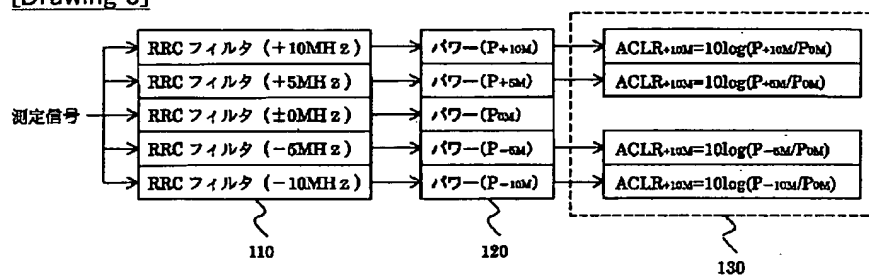 RRC フィルタ (+10MHz) パワー(P+10M) ACLR+10M=10log(P+10M/P0M)
RRC フィルタ (+5MHz) パワー(P+5M) ACLR+10M=10log(P+5M/P0M)
測定信号 RRC フィルタ (±0MHz) パワー(P0M)
RRC フィルタ (−5MHz) パワー(P−5M) ACLR+10M=10log(P−5M/P0M)
RRC フィルタ (−10MHz) パワー(P−10M) ACLR+10M=10log(P−10M/P0M)
110 120 130